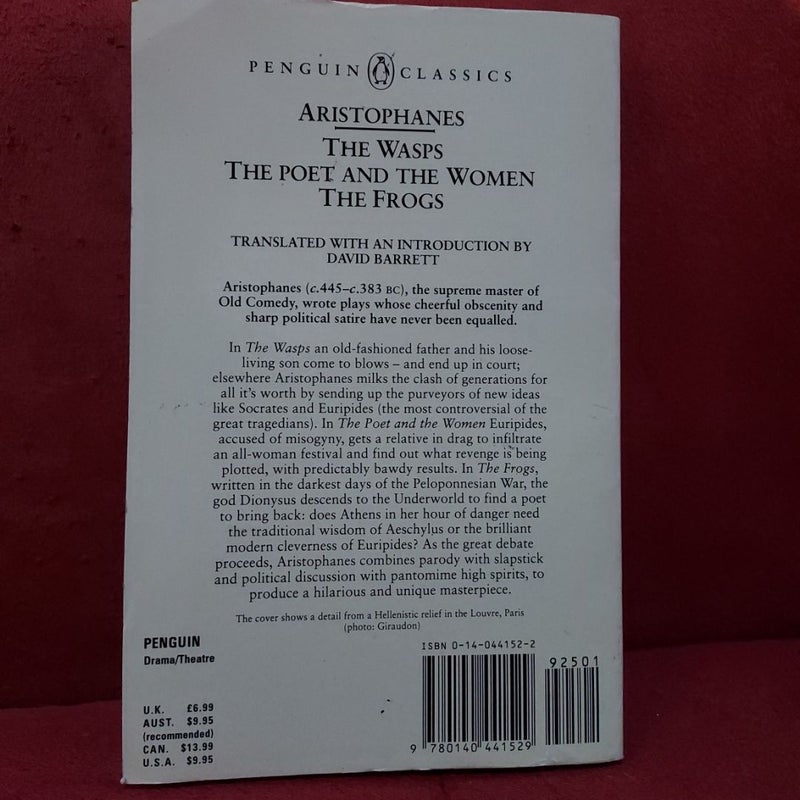 PENGUIN CLASSICS
ARISTOPHANES
THE WASPS
THE POET AND THE WOMEN
THE FROGS
TRANSLATED WITH AN INTRODUCTION BY
DAVID BARRETT
Aristophanes (c.445–c.383 BC), the supreme master of
Old Comedy, wrote plays whose cheerful obscenity and
sharp political satire have never been equalled.
In The Wasps an old-fashioned father and his loose-
living son come to blows – and end up in court;
elsewhere Aristophanes milks the clash of generations for
all it's worth by sending up the purveyors of new ideas
like Socrates and Euripides (the most controversial of the
great tragedians). In The Poet and the Women Euripides,
accused of misogyny, gets a relative in drag to infiltrate
an all-woman festival and find out what revenge is being
plotted, with predictably bawdy results. In The Frogs,
written in the darkest days of the Peloponnesian War, the
god Dionysus descends to the Underworld to find a poet
to bring back: does Athens in her hour of danger need
the traditional wisdom of Aeschylus or the brilliant
modern cleverness of Euripides? As the great debate
proceeds, Aristophanes combines parody with slapstick
and political discussion with pantomime high spirits, to
produce a hilarious and unique masterpiece.
The cover shows a detail from a Hellenistic relief in the Louvre, Paris
(photo: Giraudon)
PENGUIN
Drama/Theatre
U.K. £6.99
AUST. $9.95
(recommended)
CAN. $13.99
U.S.A. $9.95
ISBN 0-14-044152-2
92501
9 780140 441529